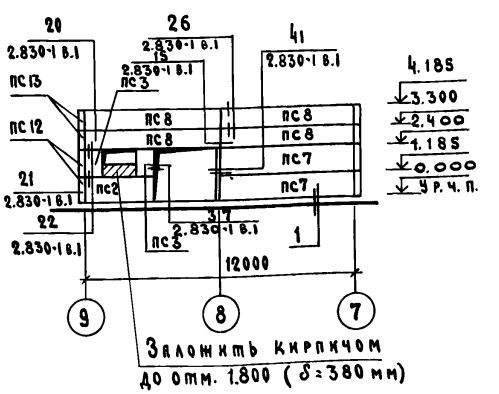 20
2.830-1 в.1
26
2.830-1 в.1
15
2.830-1 в.1
41
2.830-1 в.1
ПС13
ПС3
ПС12
ПС8
ПС8
ПС8
ПС8
ПС7
ПС7
ПС2
4.185
3.300
2.400
1.185
0.000
УР.Ч.П.
21
2.830-1 в.1
22
2.830-1 в.1
37
2.830-1 в.1
ПС3
1
12000
9
8
7
Заложить кирпичом
до отм. 1.800 (δ=380 мм)